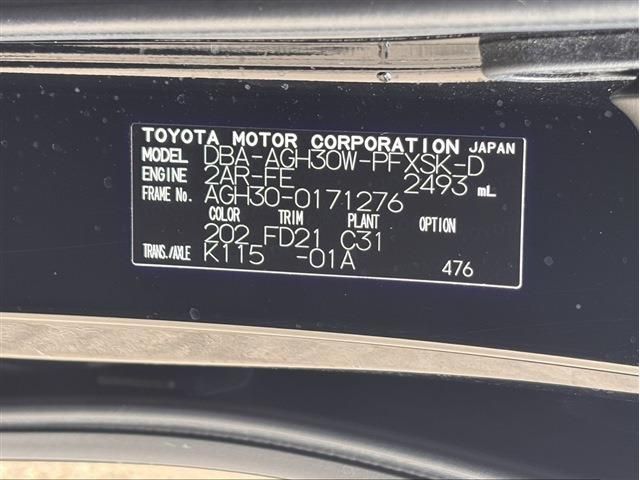 TOYOTA MOTOR CORPORATION JAPAN
MODEL DBA-AGH30W-PFXSK-D
ENGINE 2AR-FE 2493 mL
FRAME No. AGH30-0171276
COLOR TRIM PLANT OPTION
202 FD21 C31
TRANS./AXLE K115 -01A 476